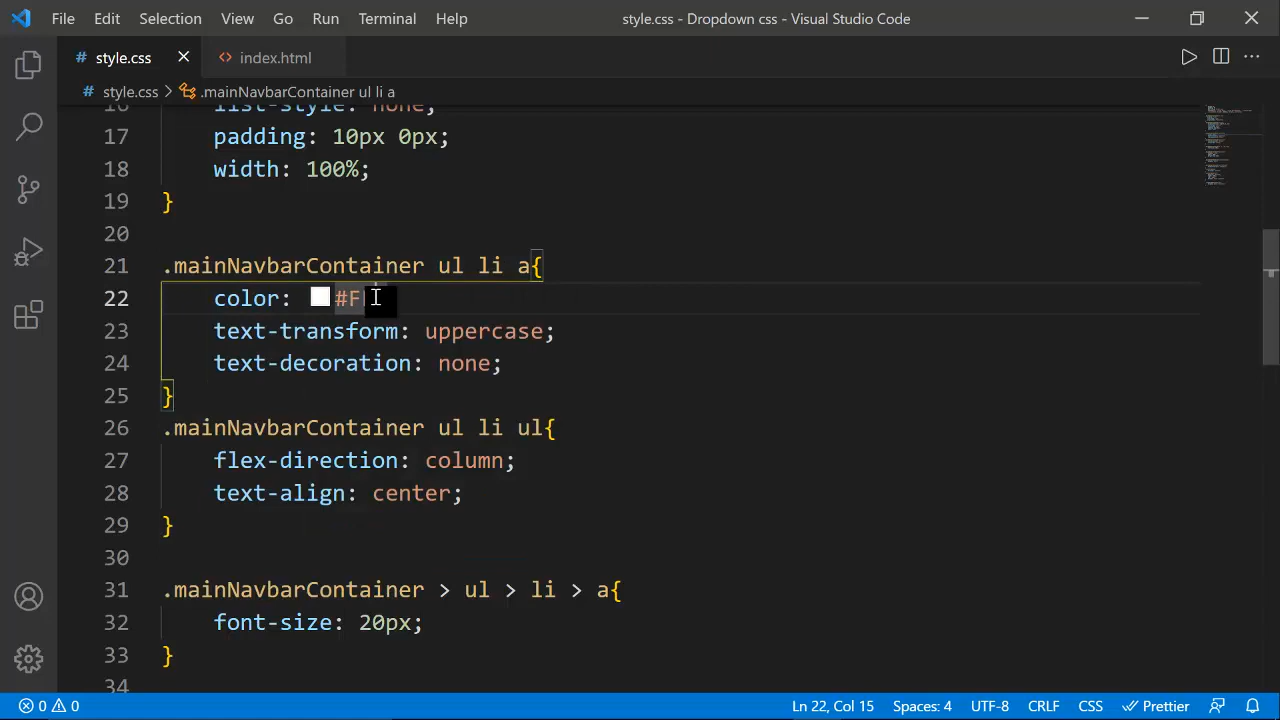 File Edit Selection View Go Run Terminal Help style.css - Dropdown css - Visual Studio Code
# style.css <> index.html
# style.css > .mainNavbarContainer ul li a
16 list-style: none;
17 padding: 10px 0px;
18 width: 100%;
19 }
20
21 .mainNavbarContainer ul li a{
22 color: #F
23 text-transform: uppercase;
24 text-decoration: none;
25 }
26 .mainNavbarContainer ul li ul{
27 flex-direction: column;
28 text-align: center;
29 }
30
31 .mainNavbarContainer > ul > li > a{
32 font-size: 20px;
33 }
34
0 0 Ln 22, Col 15 Spaces: 4 UTF-8 CRLF CSS Prettier